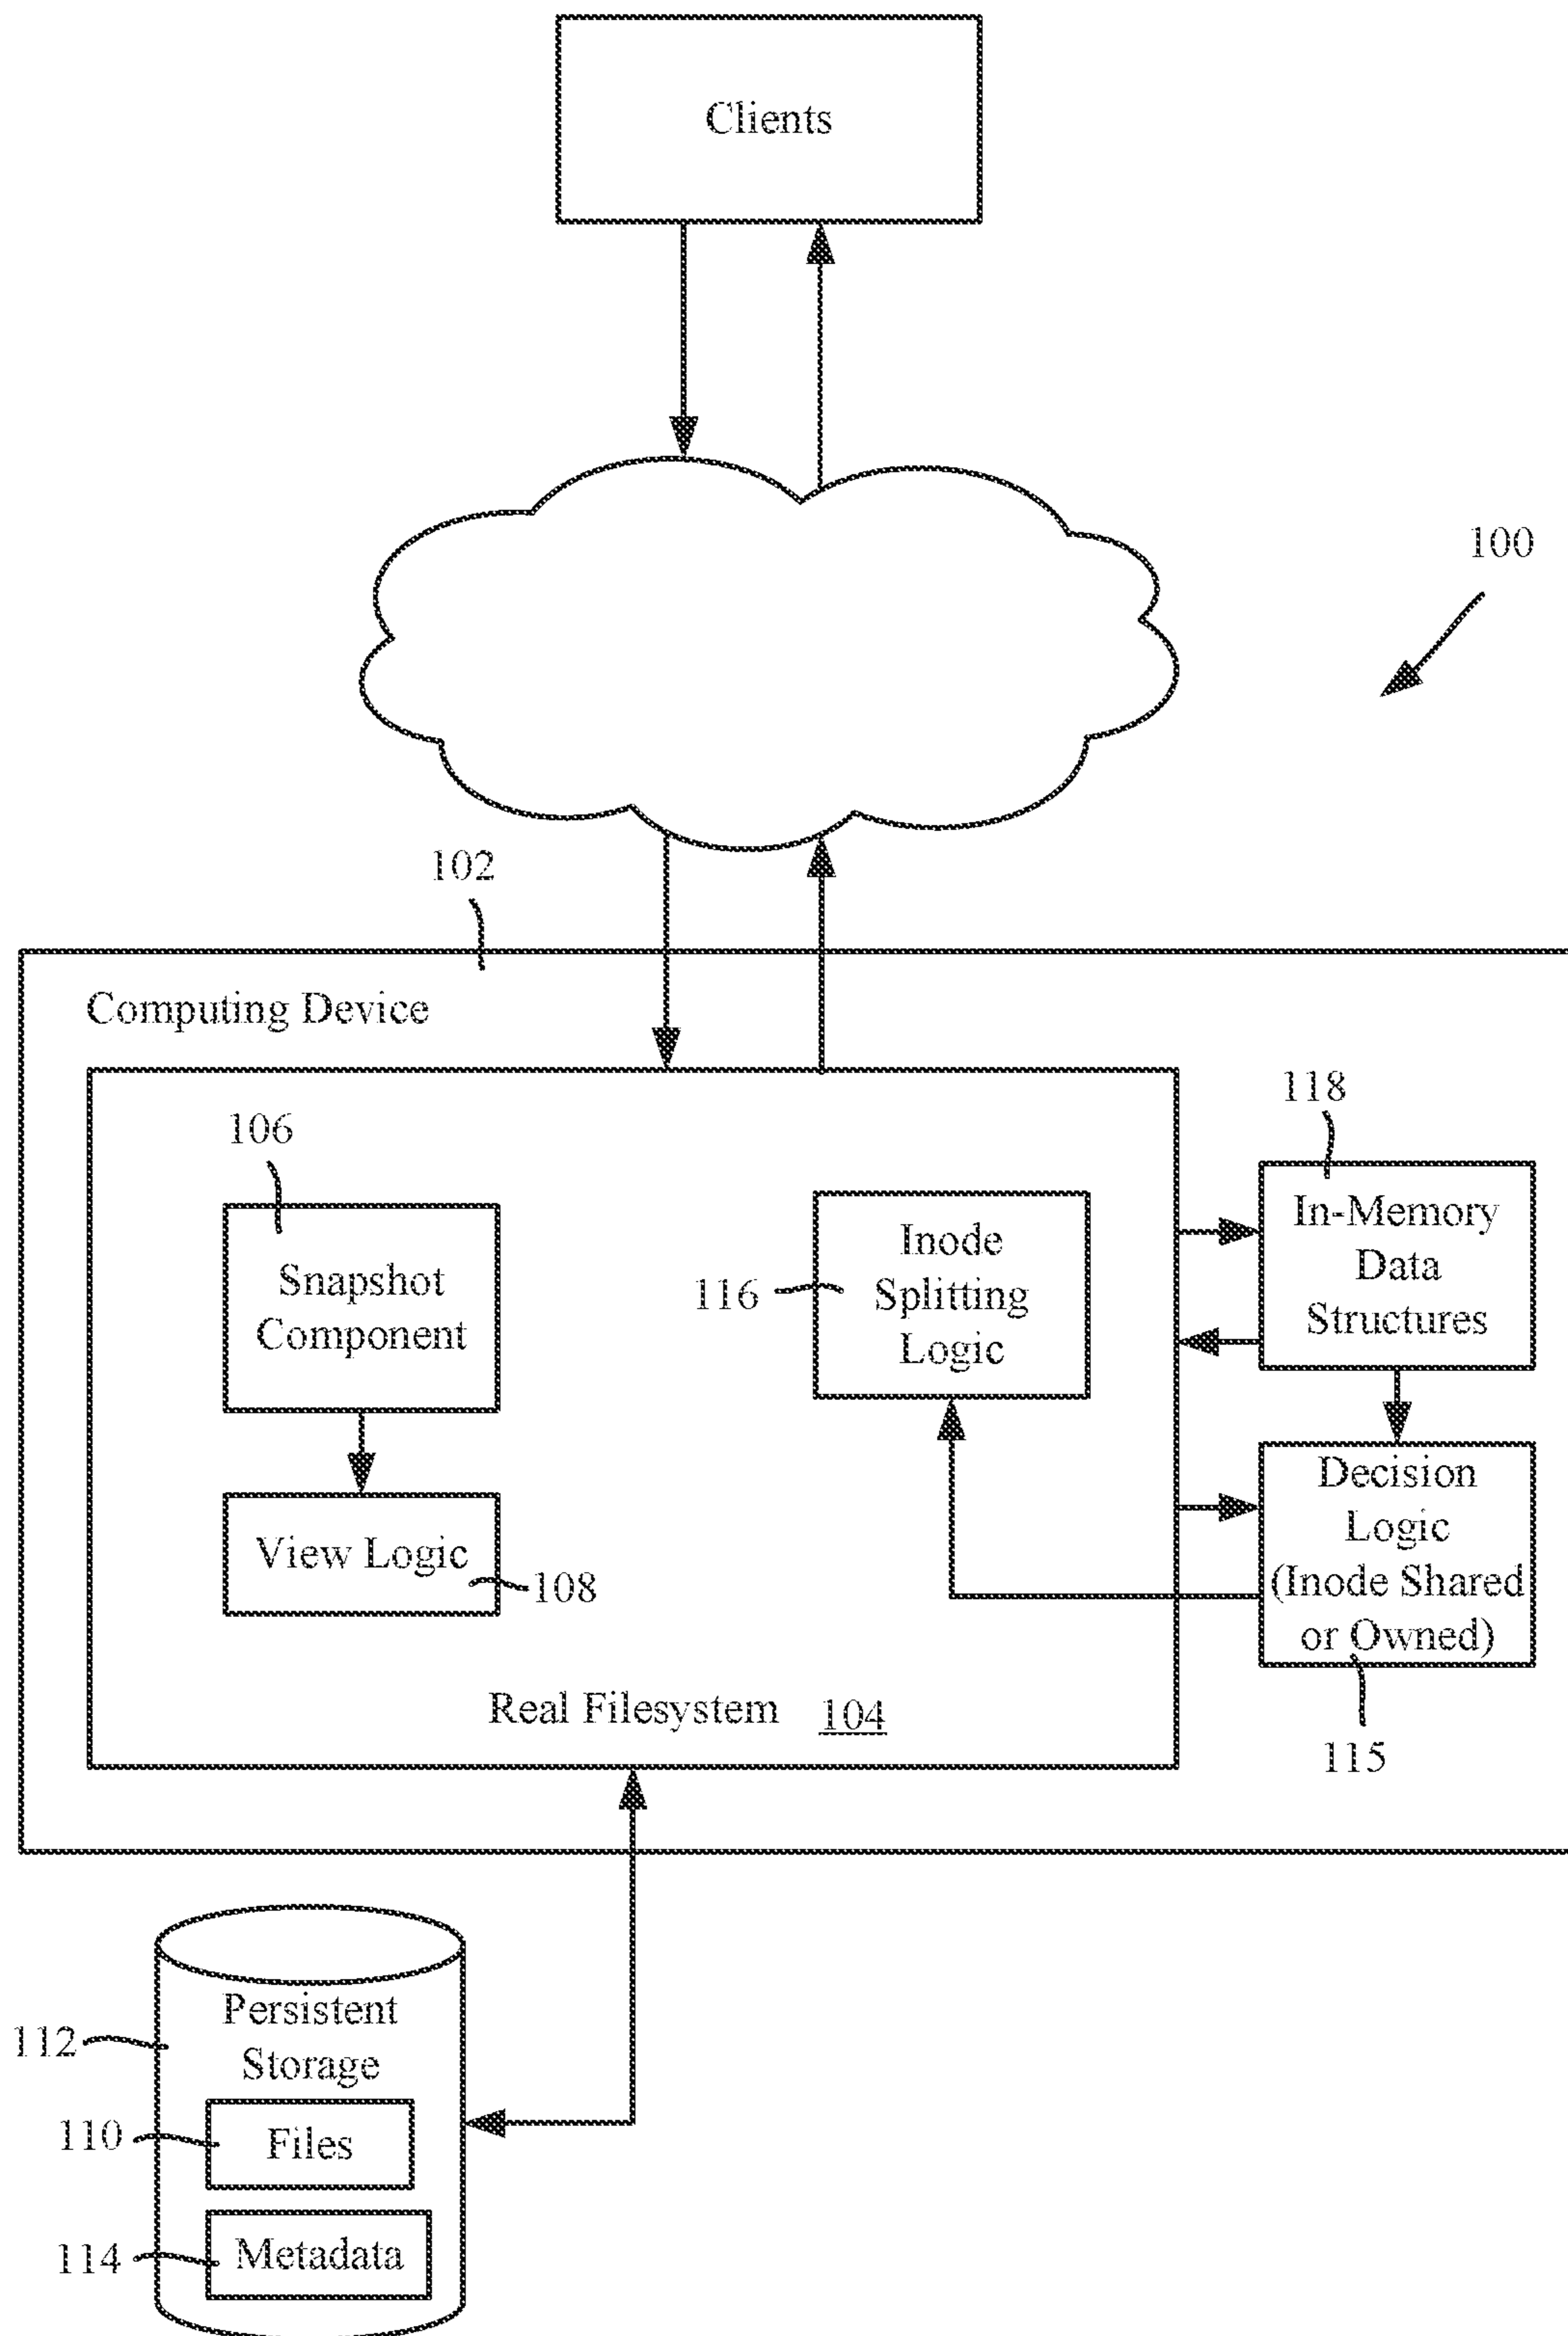 Clients
100
102
Computing Device
118
106
In-Memory
Data
Structures
Inode
Splitting
Logic
116
Snapshot
Component
Decision
Logic
(Inode Shared
or Owned)
View Logic
108
Real Filesystem 104
115
Persistent
Storage
112
110
Files
114
Metadata